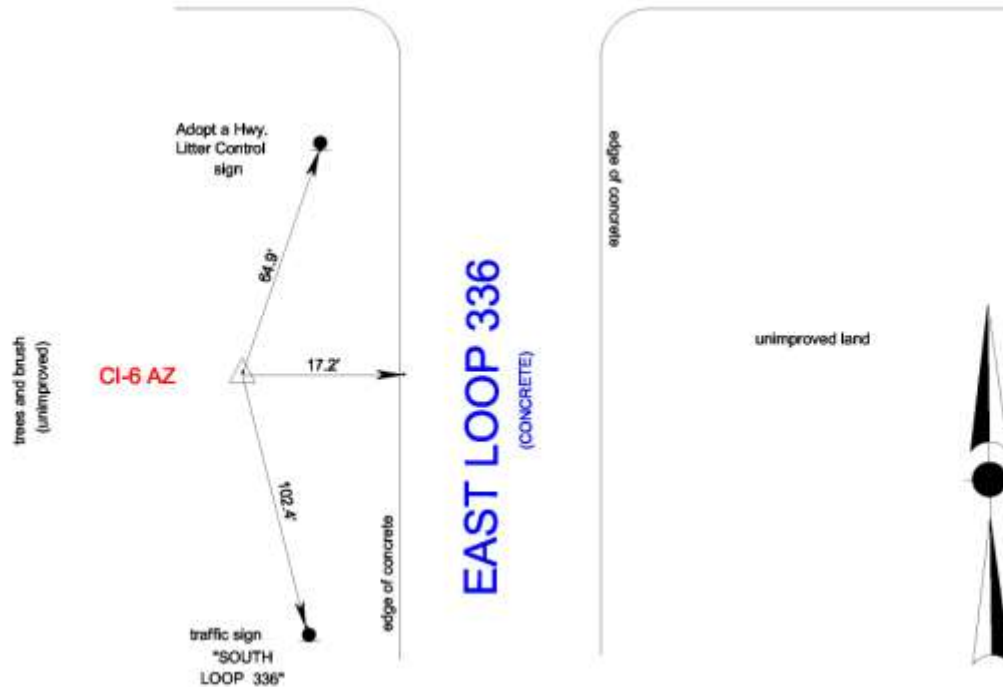 Adopt a Hwy.
Litter Control
sign
64.9'
edge of concrete
trees and brush
(unimproved)
CI-6 AZ
17.2'
EAST LOOP 336
(CONCRETE)
unimproved land
102.4'
edge of concrete
traffic sign
"SOUTH
LOOP 336"